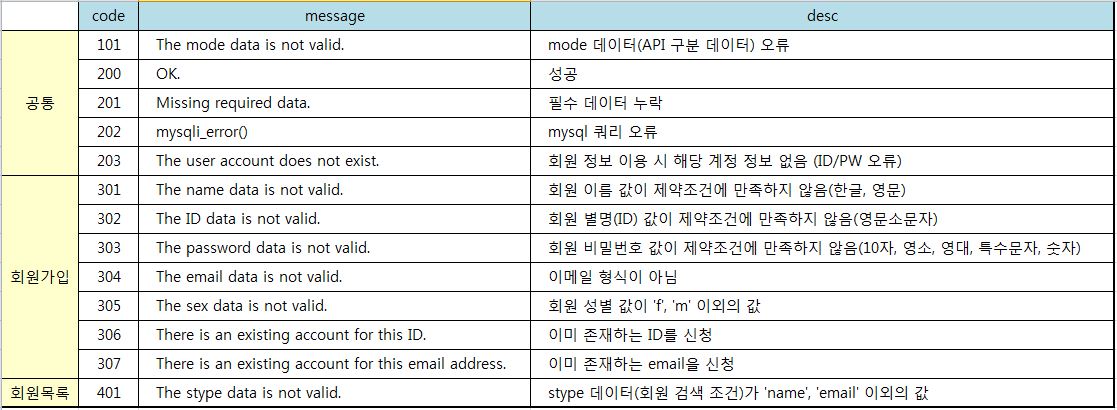 code message desc
101 The mode data is not valid. mode 데이터(API 구분 데이터) 오류
200 OK. 성공
공통 201 Missing required data. 필수 데이터 누락
202 mysqli_error() mysql 쿼리 오류
203 The user account does not exist. 회원 정보 이용 시 해당 계정 정보 없음 (ID/PW 오류)
301 The name data is not valid. 회원 이름 값이 제약조건에 만족하지 않음(한글, 영문)
302 The ID data is not valid. 회원 별명(ID) 값이 제약조건에 만족하지 않음(영문소문자)
303 The password data is not valid. 회원 비밀번호 값이 제약조건에 만족하지 않음(10자, 영소, 영대, 특수문자, 숫자)
회원가입 304 The email data is not valid. 이메일 형식이 아님
305 The sex data is not valid. 회원 성별 값이 'f', 'm' 이외의 값
306 There is an existing account for this ID. 이미 존재하는 ID를 신청
307 There is an existing account for this email address. 이미 존재하는 email을 신청
회원목록 401 The stype data is not valid. stype 데이터(회원 검색 조건)가 'name', 'email' 이외의 값